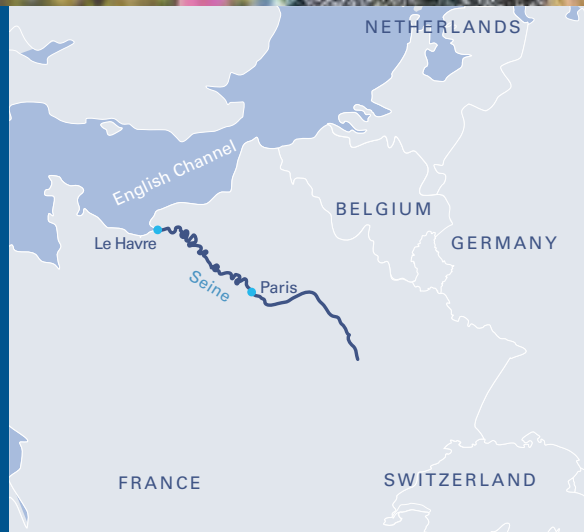 NETHERLANDS
English Channel
BELGIUM
GERMANY
Le Havre
Seine
Paris
FRANCE
SWITZERLAND